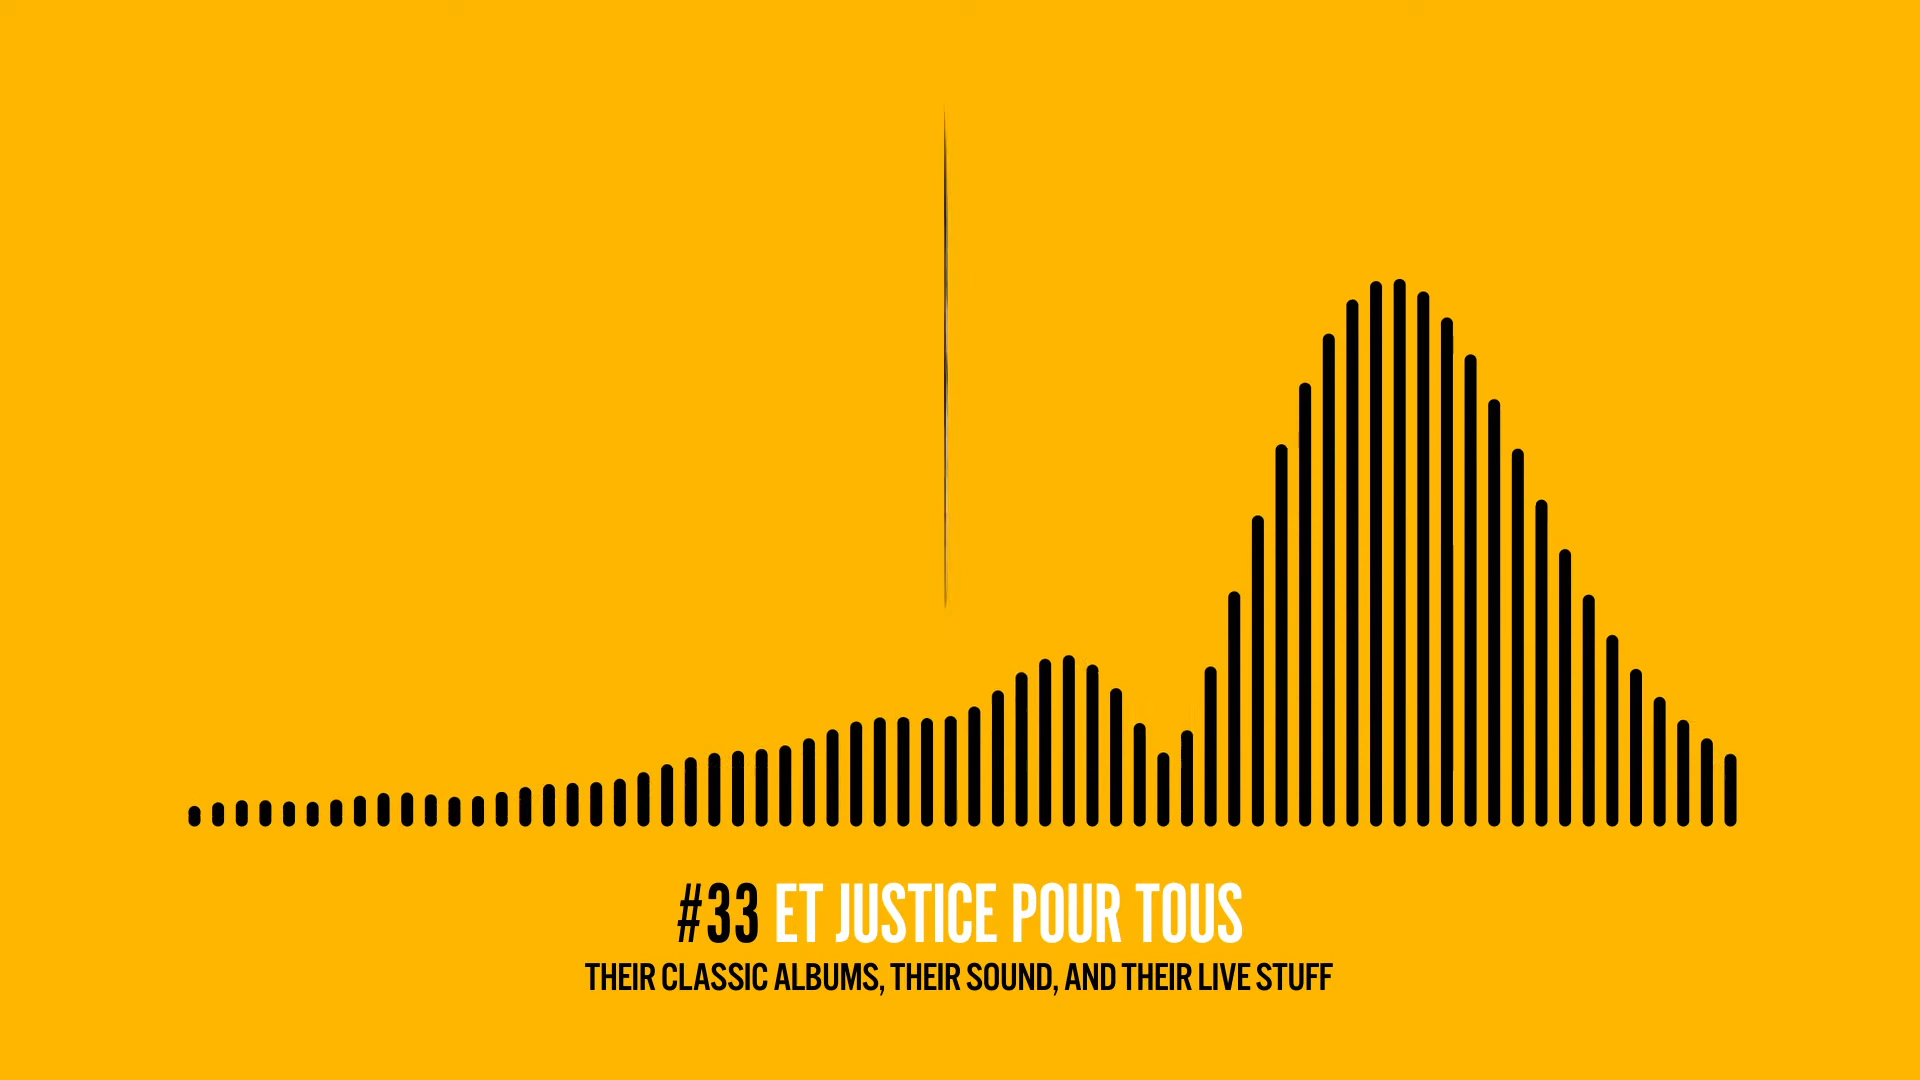 #33 ET JUSTICE POUR TOUS
THEIR CLASSIC ALBUMS, THEIR SOUND, AND THEIR LIVE STUFF